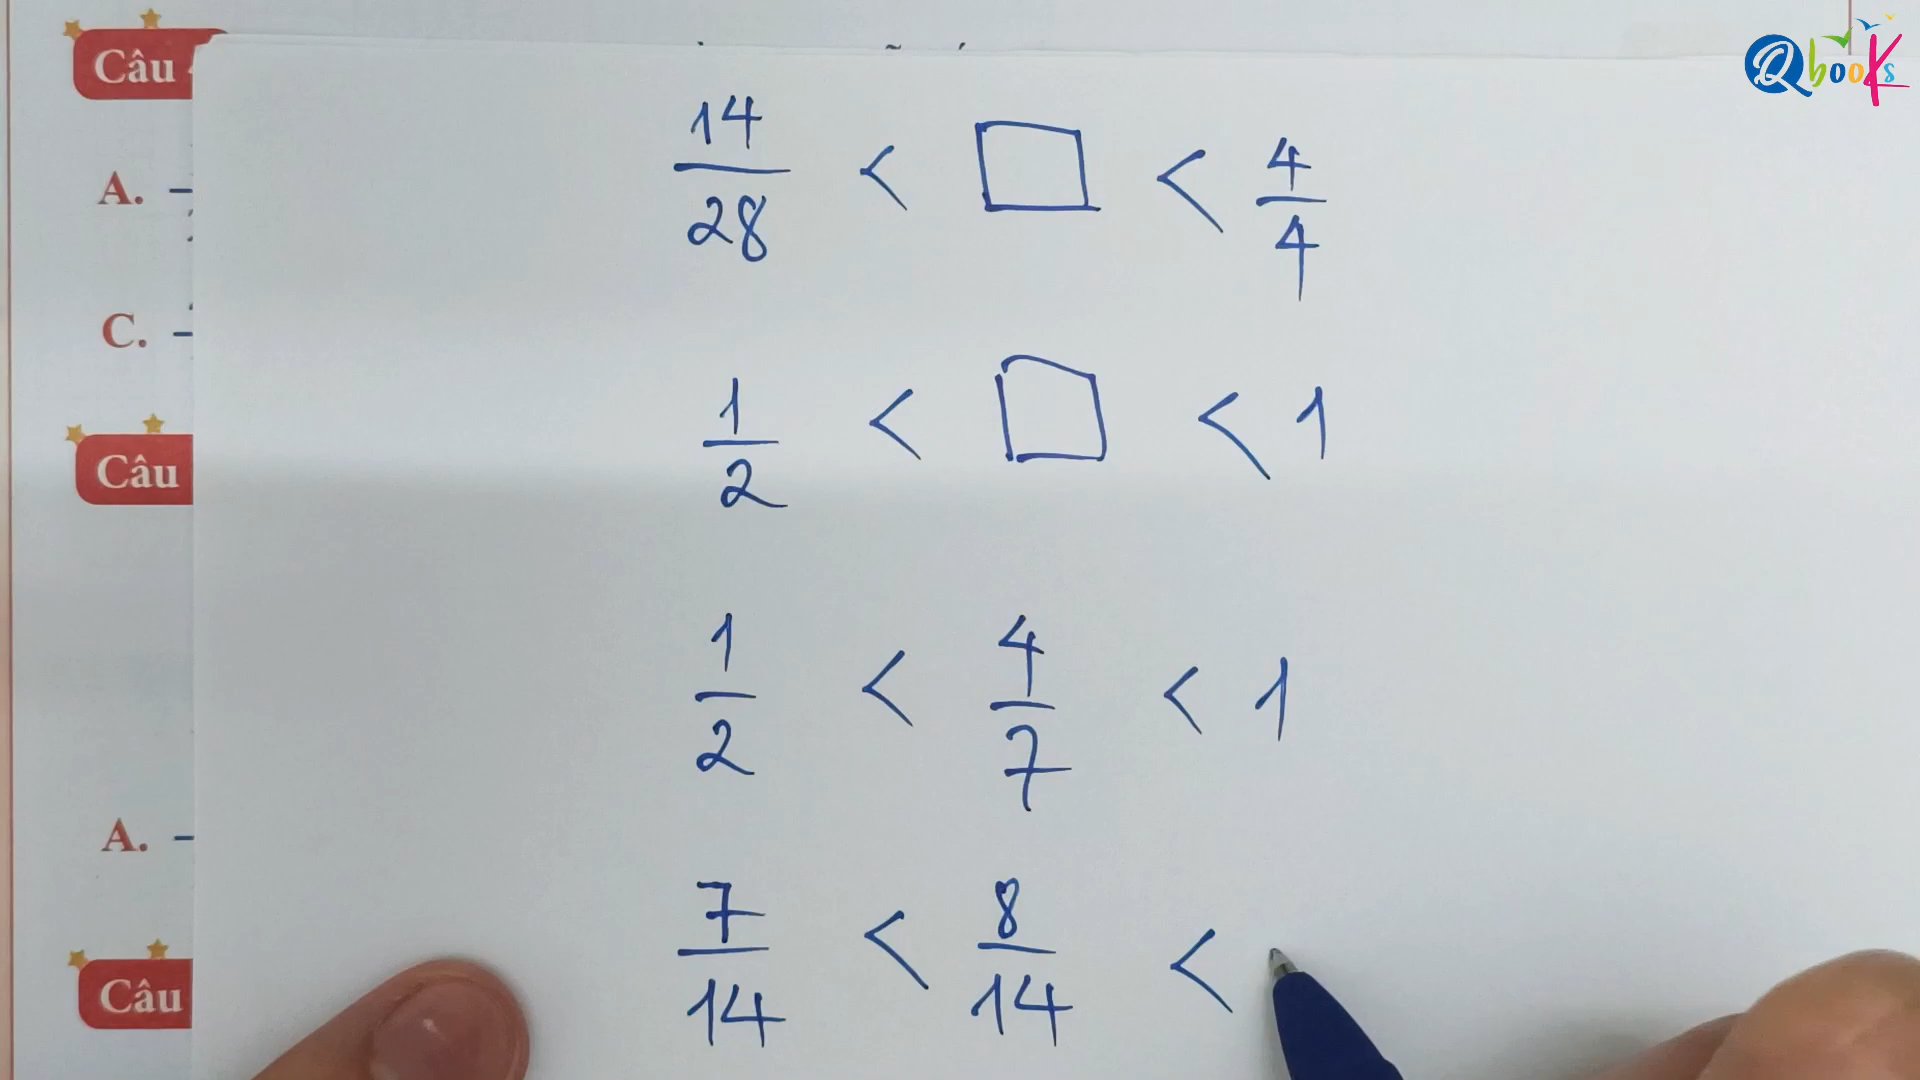 Qbooks
Câu
A.
C.
Câu
A.
Câu
14/28 < □ < 4/4
1/2 < □ < 1
1/2 < 4/7 < 1
7/14 < 8/14 <